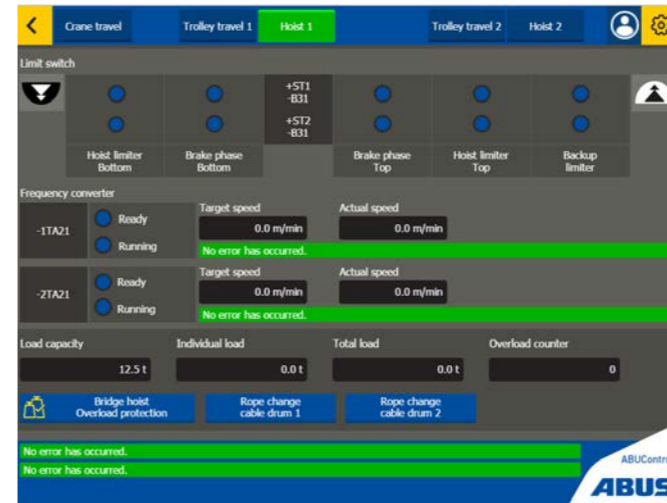 Crane travel
Trolley travel 1
Hoist 1
Trolley travel 2
Hoist 2
Limit switch
+ST1
-B31
+ST2
-B31
Hoist limiter
Bottom
Brake phase
Bottom
Brake phase
Top
Hoist limiter
Top
Backup
limiter
Frequency converter
-1TA21
Ready
Running
Target speed
0.0 m/min
Actual speed
0.0 m/min
No error has occurred.
-2TA21
Ready
Running
Target speed
0.0 m/min
Actual speed
0.0 m/min
No error has occurred.
Load capacity
12.5 t
Individual load
0.0 t
Total load
0.0 t
Overload counter
0
Bridge hoist
Overload protection
Rope change
cable drum 1
Rope change
cable drum 2
No error has occurred.
No error has occurred.
ABUContr
ABUS